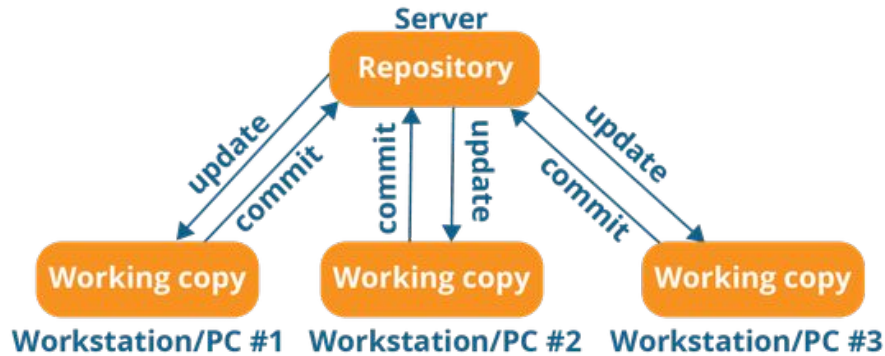 Server
Repository
update
commit
commit
update
update
commit
Working copy
Working copy
Working copy
Workstation/PC #1
Workstation/PC #2
Workstation/PC #3